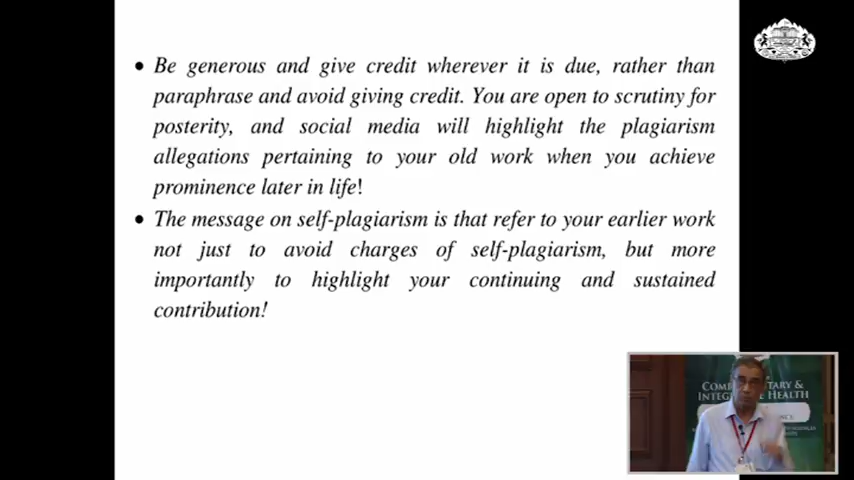 • Be generous and give credit wherever it is due, rather than
paraphrase and avoid giving credit. You are open to scrutiny for
posterity, and social media will highlight the plagiarism
allegations pertaining to your old work when you achieve
prominence later in life!
• The message on self-plagiarism is that refer to your earlier work
not just to avoid charges of self-plagiarism, but more
importantly to highlight your continuing and sustained
contribution!
HEALTH